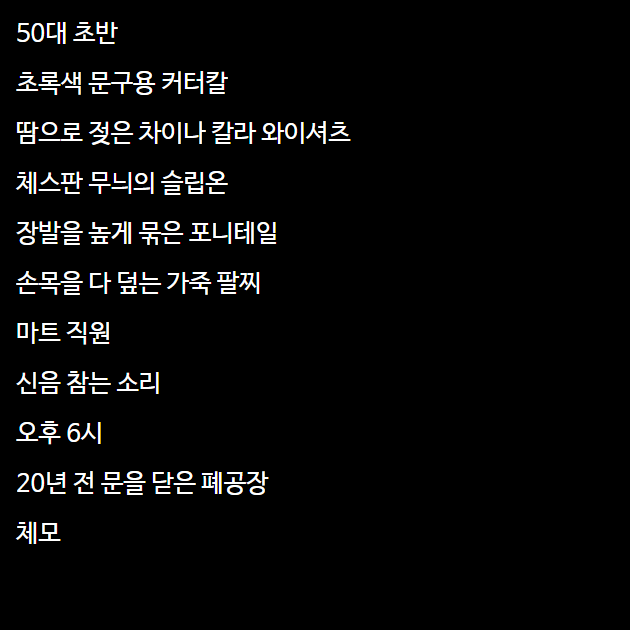 50대 초반
초록색 문구용 커터칼
땀으로 젖은 차이나 칼라 와이셔츠
체스판 무늬의 슬립온
장발을 높게 묶은 포니테일
손목을 다 덮는 가죽 팔찌
마트 직원
신음 참는 소리
오후 6시
20년 전 문을 닫은 폐공장
체모